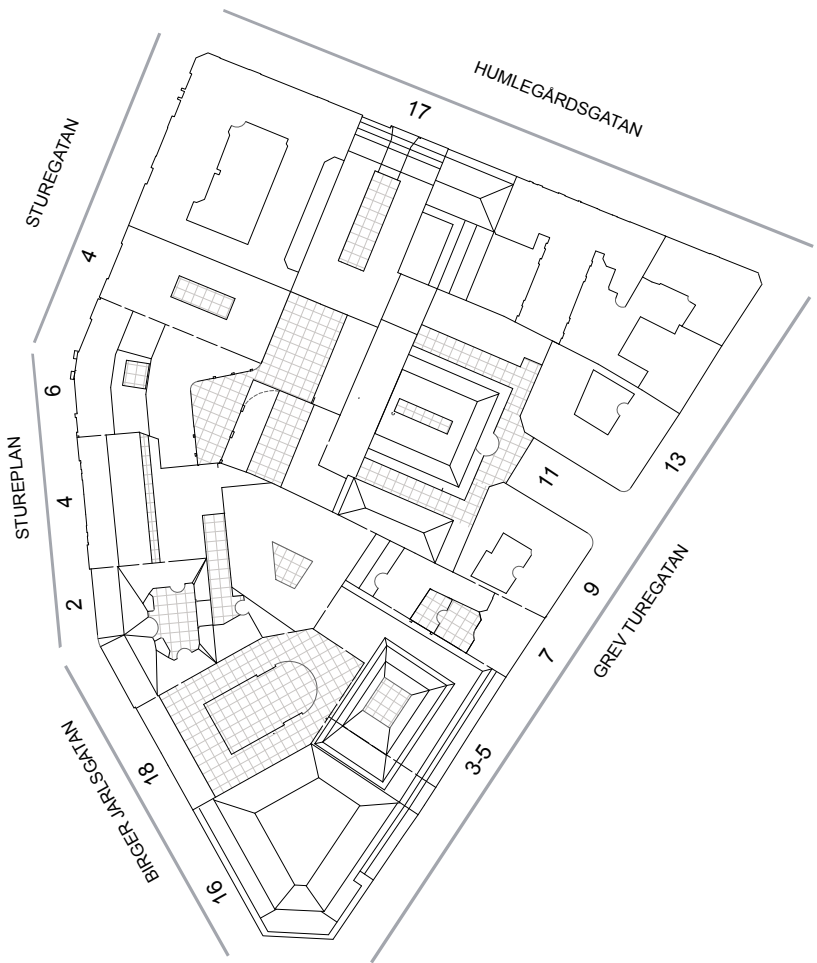 HUMLEGÅRDSGATAN
17
STUREGATAN
4
6
STUREPLAN
4
2
11
13
9
GREV TUREGATAN
7
3-5
BIRGER JARLSGATAN
18
16